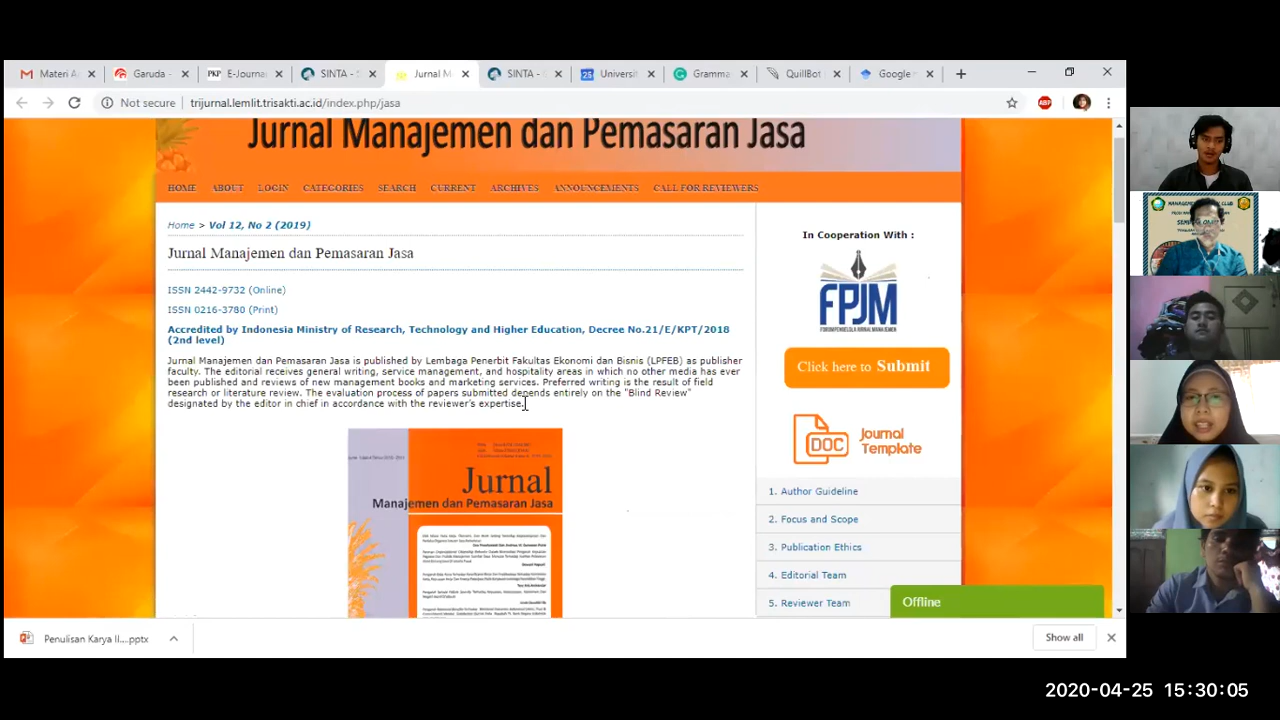 Materi A
Garuda -
PKP E-Journa
SINTA - S
Jurnal M
SINTA -
25 Universit
Gramma
QuillBot
Google
Not secure
trijurnal.lemlit.trisakti.ac.id/index.php/jasa
ABP
Jurnal Manajemen dan Pemasaran Jasa
HOME ABOUT LOGIN CATEGORIES SEARCH CURRENT ARCHIVES ANNOUNCEMENTS CALL FOR REVIEWERS
Home > Vol 12, No 2 (2019)
Jurnal Manajemen dan Pemasaran Jasa
ISSN 2442-9732 (Online)
ISSN 0216-3780 (Print)
Accredited by Indonesia Ministry of Research, Technology and Higher Education, Decree No.21/E/KPT/2018
(2nd level)
Jurnal Manajemen dan Pemasaran Jasa is published by Lembaga Penerbit Fakultas Ekonomi dan Bisnis (LPFEB) as publisher
faculty. The editorial receives general writing, service management, and hospitality areas in which no other media has ever
been published and reviews of new management books and marketing services. Preferred writing is the result of field
research or literature review. The evaluation process of papers submitted depends entirely on the "Blind Review"
designated by the editor in chief in accordance with the reviewer's expertise.
Jurnal
Manajemen dan Pemasaran Jasa
In Cooperation With :
FPJM
FORUM PENGELOLA JURNAL MANAJEMEN
Click here to Submit
DOC
Journal
Template
1. Author Guideline
2. Focus and Scope
3. Publication Ethics
4. Editorial Team
5. Reviewer Team
Offline
Penulisan Karya Il....pptx
Show all
2020-04-25 15:30:05